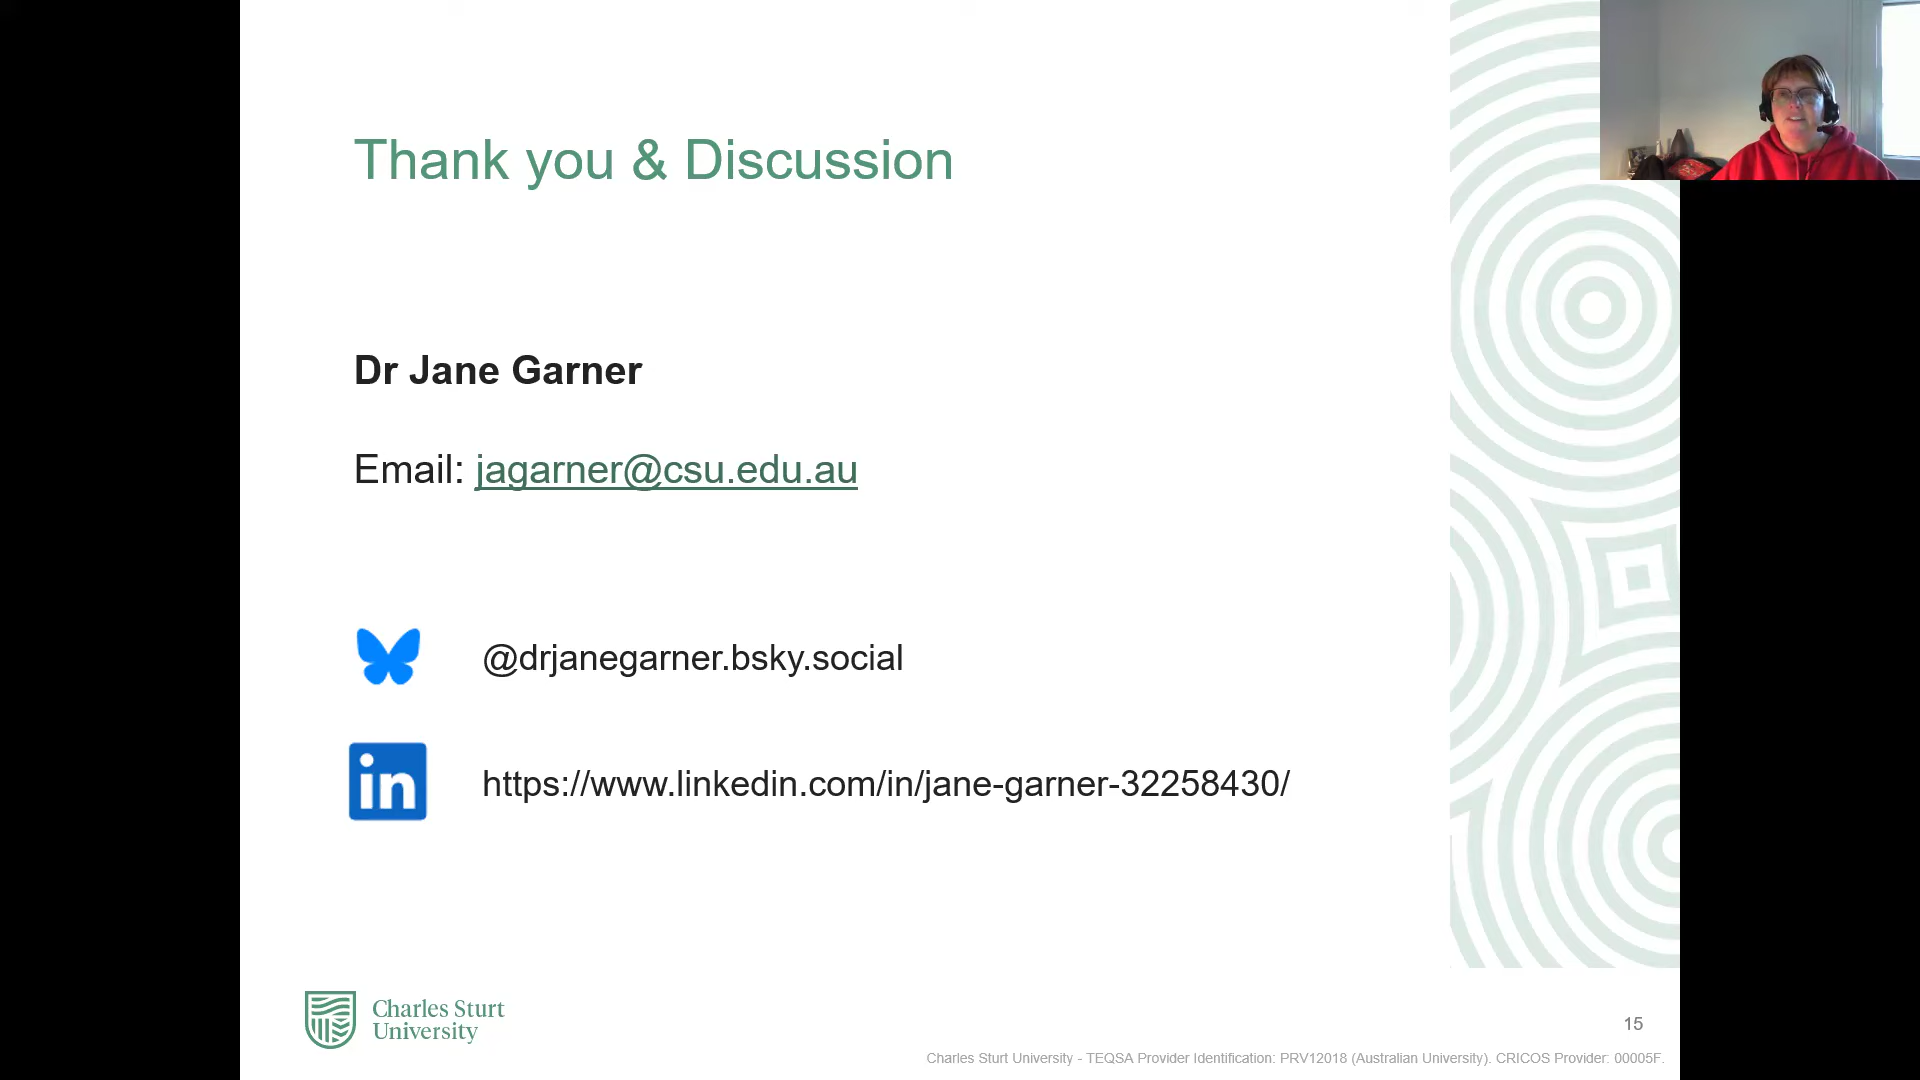 Thank you & Discussion
Dr Jane Garner
Email: jagarner@csu.edu.au
@drjanegarner.bsky.social
in
https://www.linkedin.com/in/jane-garner-32258430/
Charles Sturt
University
15
Charles Sturt University - TEQSA Provider Identification: PRV12018 (Australian University). CRICOS Provider: 00005F.